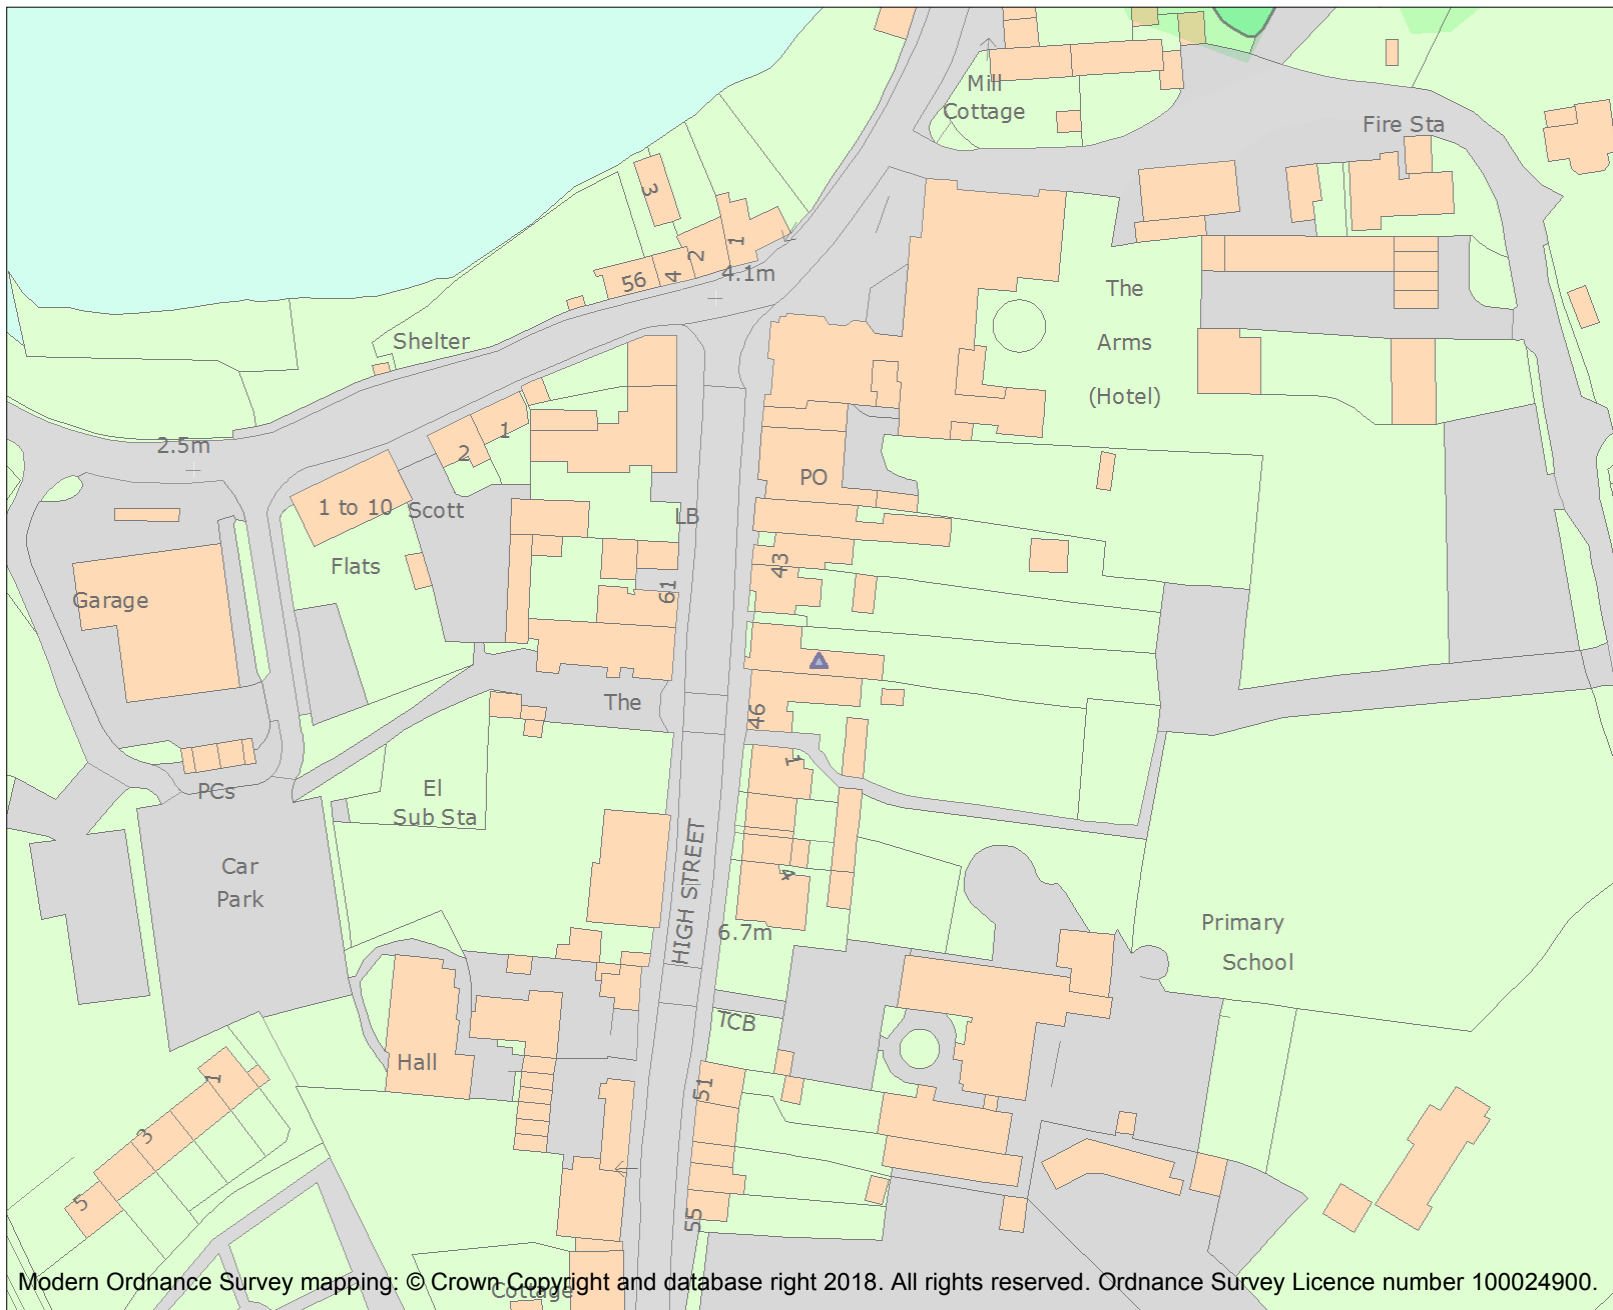 Mill
Cottage
Fire Sta
3
1
2
4
56
4.1m
The
Arms
(Hotel)
Shelter
2.5m
1
2
PO
1 to 10
Scott
LB
Flats
43
61
Garage
The
46
1
PCs
El
Sub Sta
HIGH STREET
Car
Park
4
6.7m
Primary
School
TCB
Hall
51
1
3
5
55
Modern Ordnance Survey mapping: © Crown Copyright and database right 2018. All rights reserved. Ordnance Survey Licence number 100024900.
Cottage